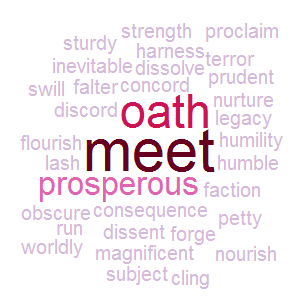 strength proclaim
sturdy harness terror
inevitable dissolve prudent
swill falter concord nurture
discord oath legacy
flourish meet humility
lash humble
prosperous faction
obscure consequence petty
run dissent forge
worldly magnificent nourish
subject cling